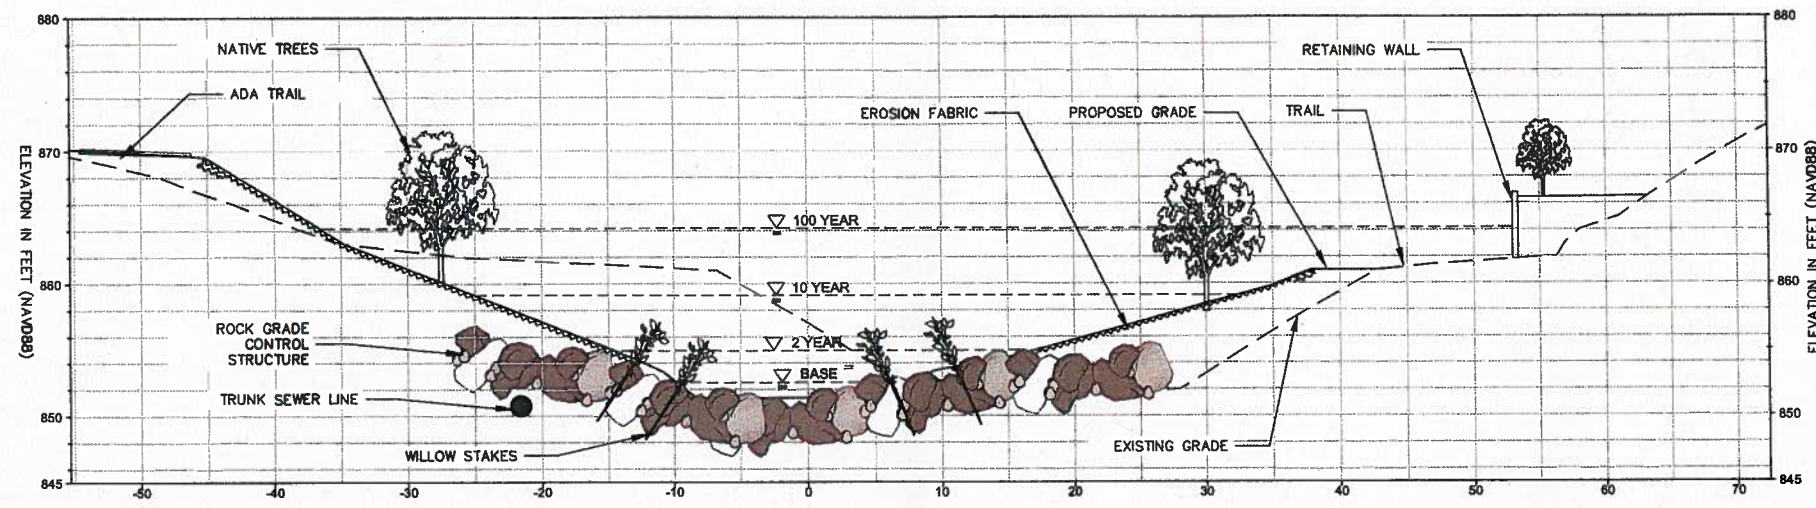 880
880
NATIVE TREES
RETAINING WALL
ADA TRAIL
EROSION FABRIC
PROPOSED GRADE
TRAIL
870
870
ELEVATION IN FEET (NAVD88)
ELEVATION IN FEET (NAVD88)
100 YEAR
880
860
10 YEAR
ROCK GRADE
CONTROL
STRUCTURE
2 YEAR
BASE
TRUNK SEWER LINE
850
850
WILLOW STAKES
EXISTING GRADE
845
845
-50
-40
-30
-20
-10
0
10
20
30
40
50
60
70